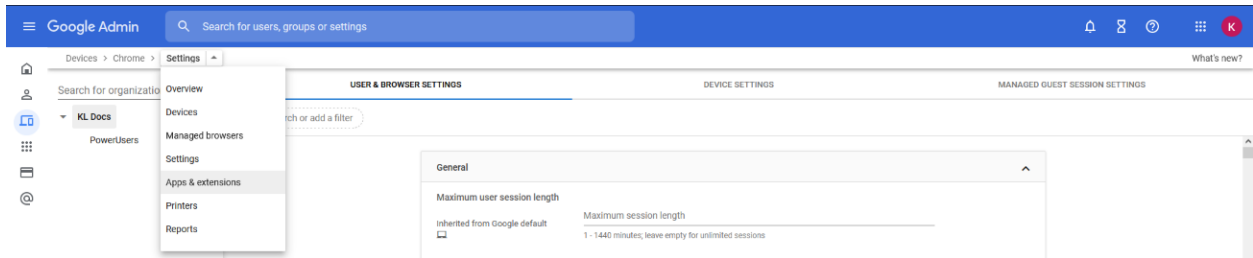 Google Admin
Search for users, groups or settings
K
Devices > Chrome > Settings
What's new?
Search for organizatio
KL Docs
PowerUsers
Overview
Devices
Managed browsers
Settings
Apps & extensions
Printers
Reports
USER & BROWSER SETTINGS
DEVICE SETTINGS
MANAGED GUEST SESSION SETTINGS
rch or add a filter
General
Maximum user session length
Inherited from Google default
Maximum session length
1 - 1440 minutes; leave empty for unlimited sessions